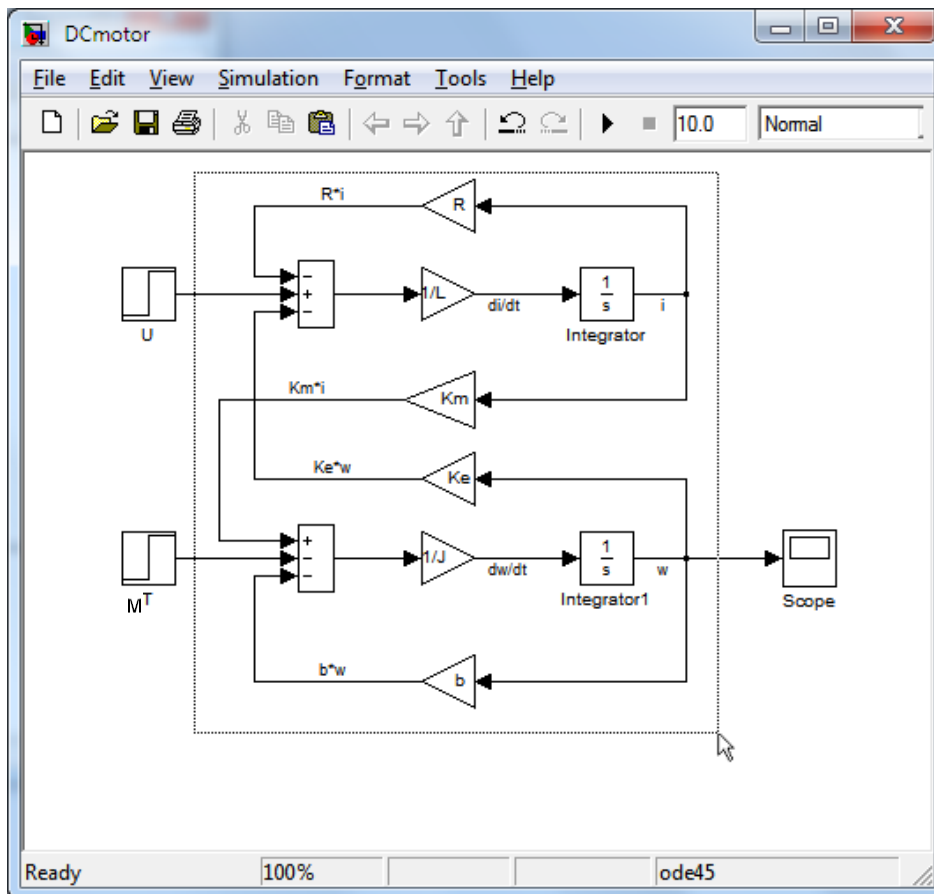 DCmotor
File Edit View Simulation Format Tools Help
10.0 Normal
R*i
R
−
+
−
1/L
di/dt
1
s
i
U
Integrator
Km*i
Km
Ke*w
Ke
+
−
−
1/J
dw/dt
1
s
w
M^T
Integrator1
Scope
b*w
b
Ready 100% ode45